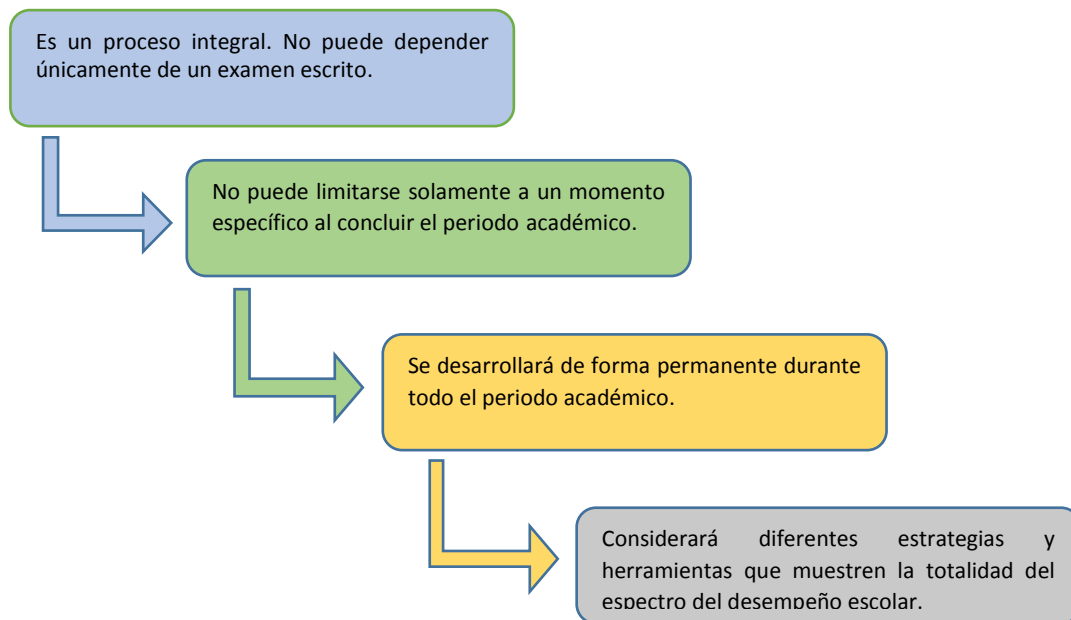 Es un proceso integral. No puede depender
únicamente de un examen escrito.
No puede limitarse solamente a un momento
específico al concluir el periodo académico.
Se desarrollará de forma permanente durante
todo el periodo académico.
Considerará diferentes estrategias y
herramientas que muestren la totalidad del
espectro del desempeño escolar.